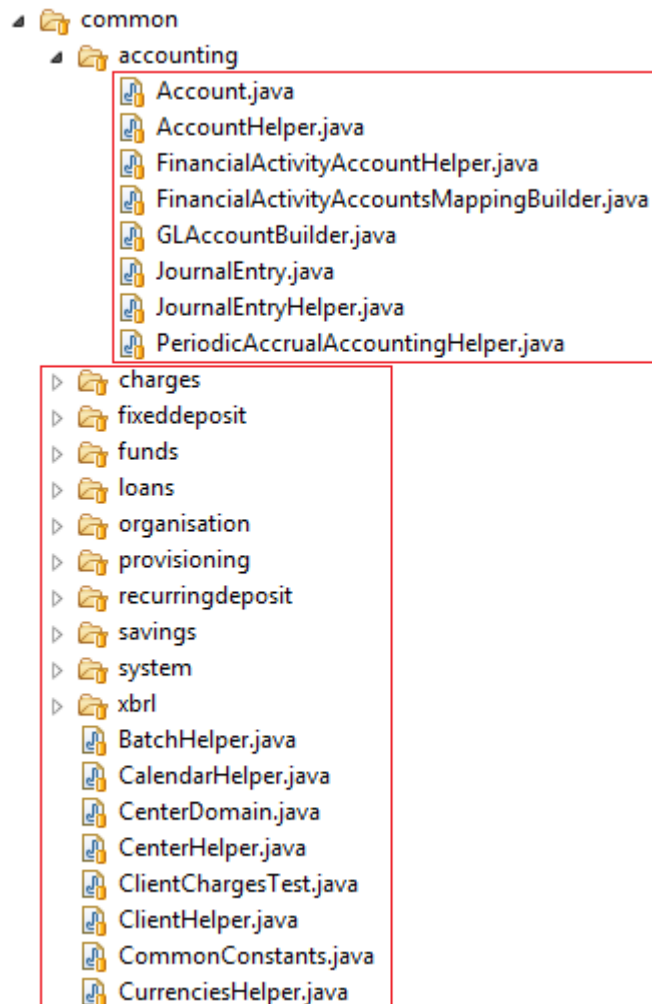 common
accounting
Account.java
AccountHelper.java
FinancialActivityAccountHelper.java
FinancialActivityAccountsMappingBuilder.java
GLAccountBuilder.java
JournalEntry.java
JournalEntryHelper.java
PeriodicAccrualAccountingHelper.java
charges
fixeddeposit
funds
loans
organisation
provisioning
recurringdeposit
savings
system
xbrl
BatchHelper.java
CalendarHelper.java
CenterDomain.java
CenterHelper.java
ClientChargesTest.java
ClientHelper.java
CommonConstants.java
CurrenciesHelper.java